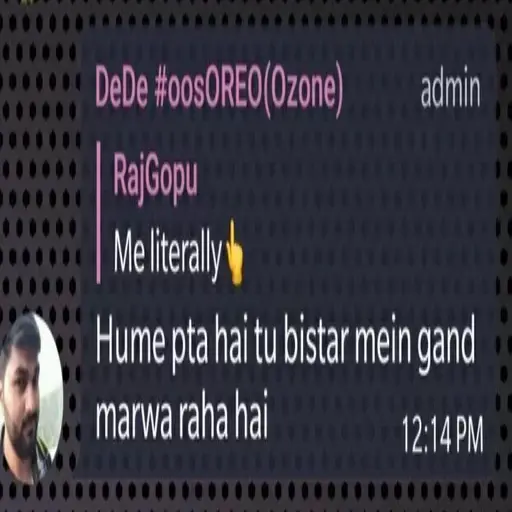 DeDe #oosOREO(Ozone) admin
RajGopu
Me literally👆
Hume pta hai tu bistar mein gand
marwa raha hai
12:14 PM